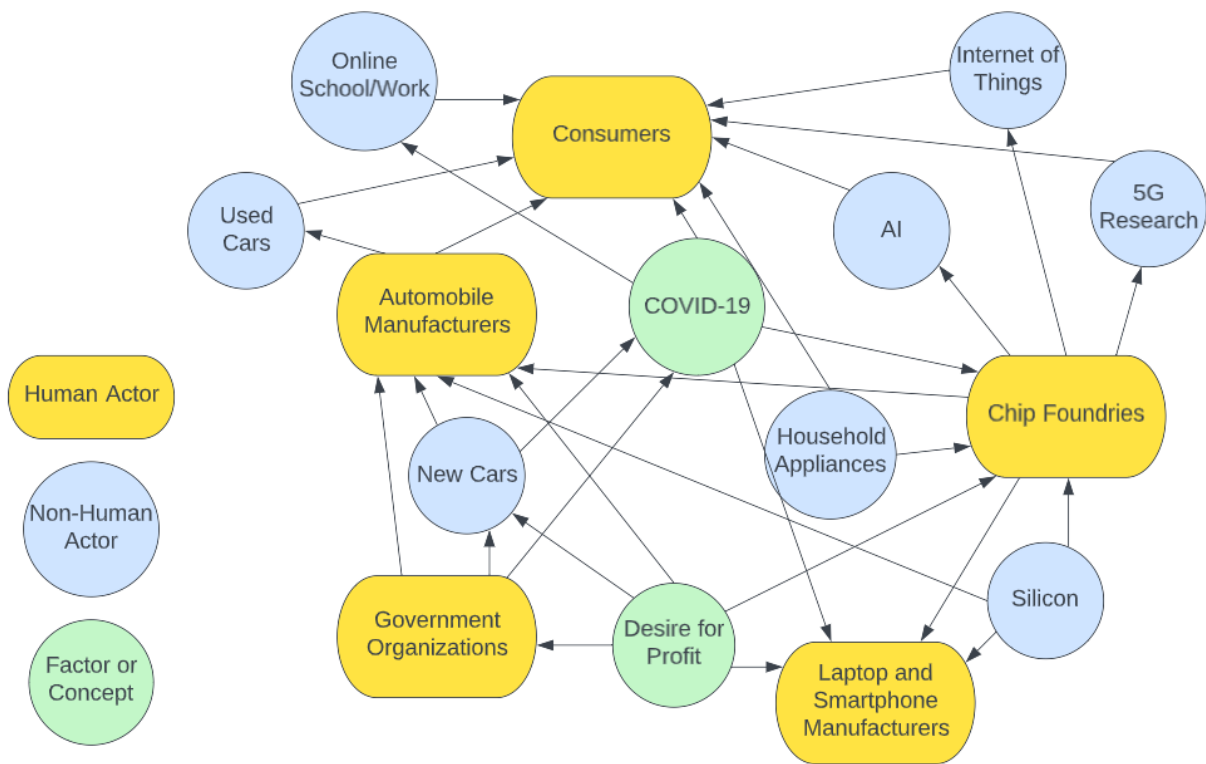 Online
School/Work
Internet of
Things
Consumers
5G
Research
Used
Cars
AI
Automobile
Manufacturers
COVID-19
Human Actor
Chip Foundries
Household
Appliances
New Cars
Non-Human
Actor
Silicon
Government
Organizations
Desire for
Profit
Factor or
Concept
Laptop and
Smartphone
Manufacturers